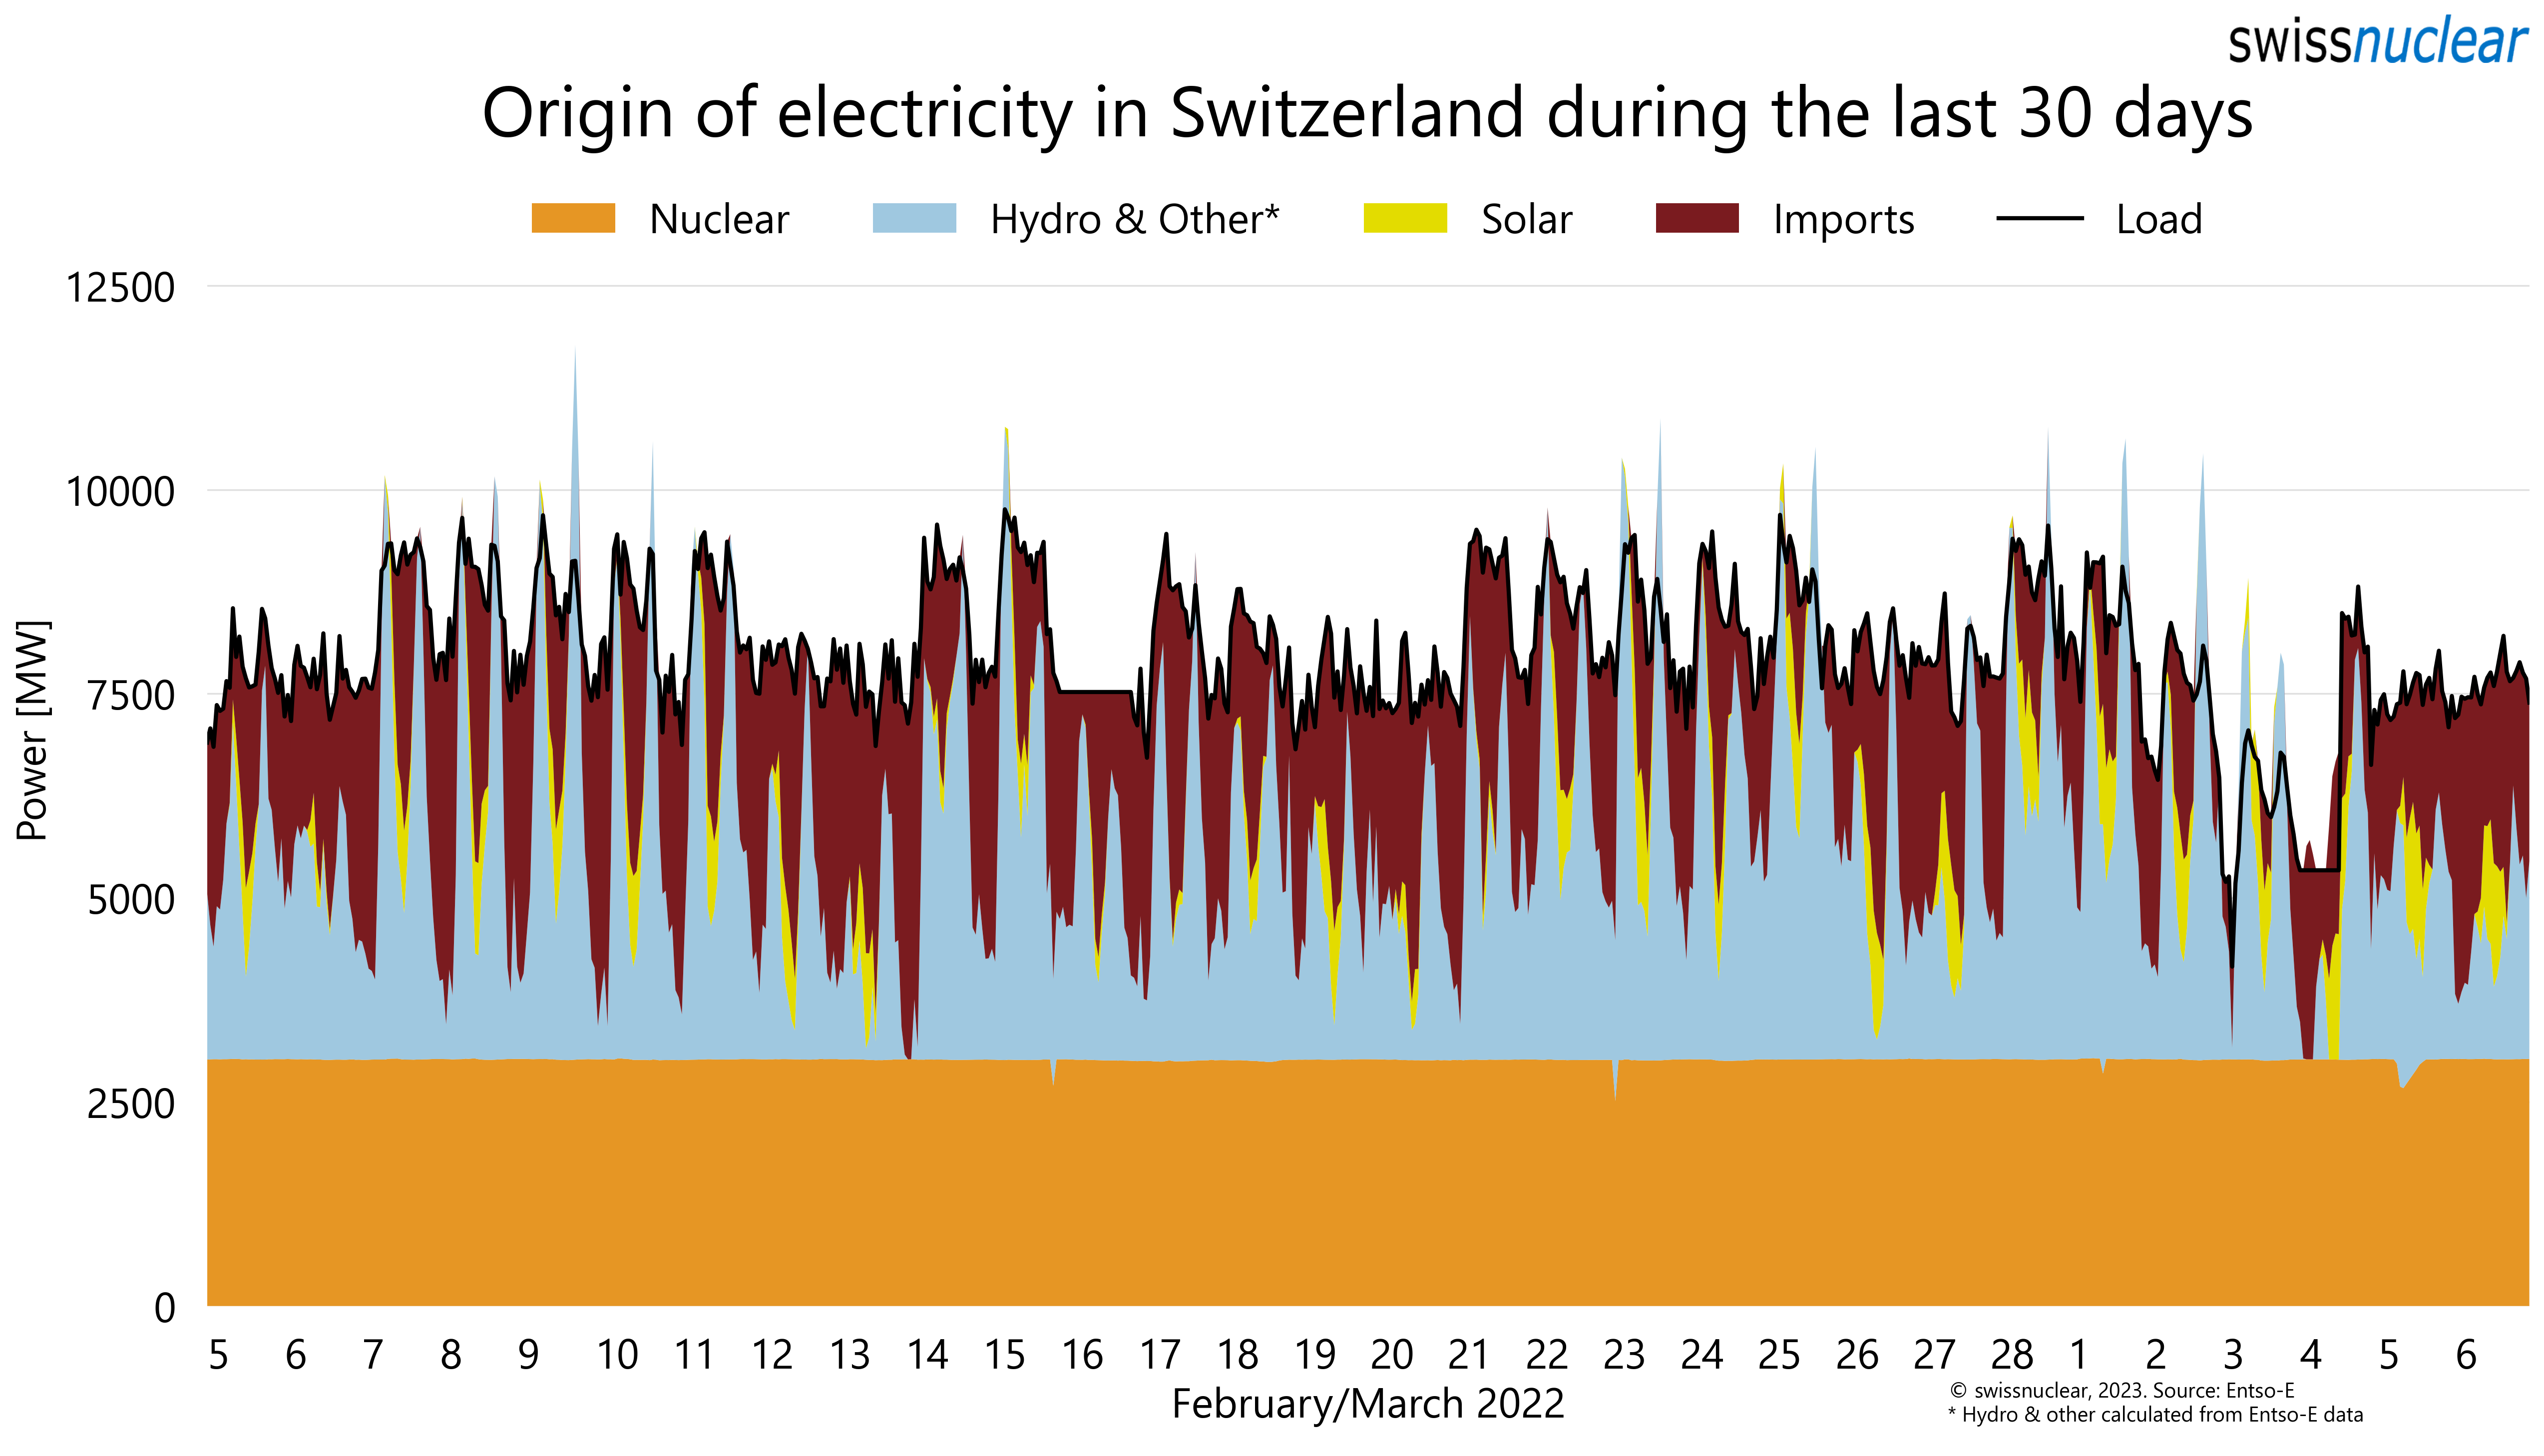 swissnuclear
Origin of electricity in Switzerland during the last 30 days
Nuclear Hydro & Other* Solar Imports Load
12500
10000
7500
5000
2500
0
Power [MW]
5 6 7 8 9 10 11 12 13 14 15 16 17 18 19 20 21 22 23 24 25 26 27 28 1 2 3 4 5 6
February/March 2022
© swissnuclear, 2023. Source: Entso-E
* Hydro & other calculated from Entso-E data